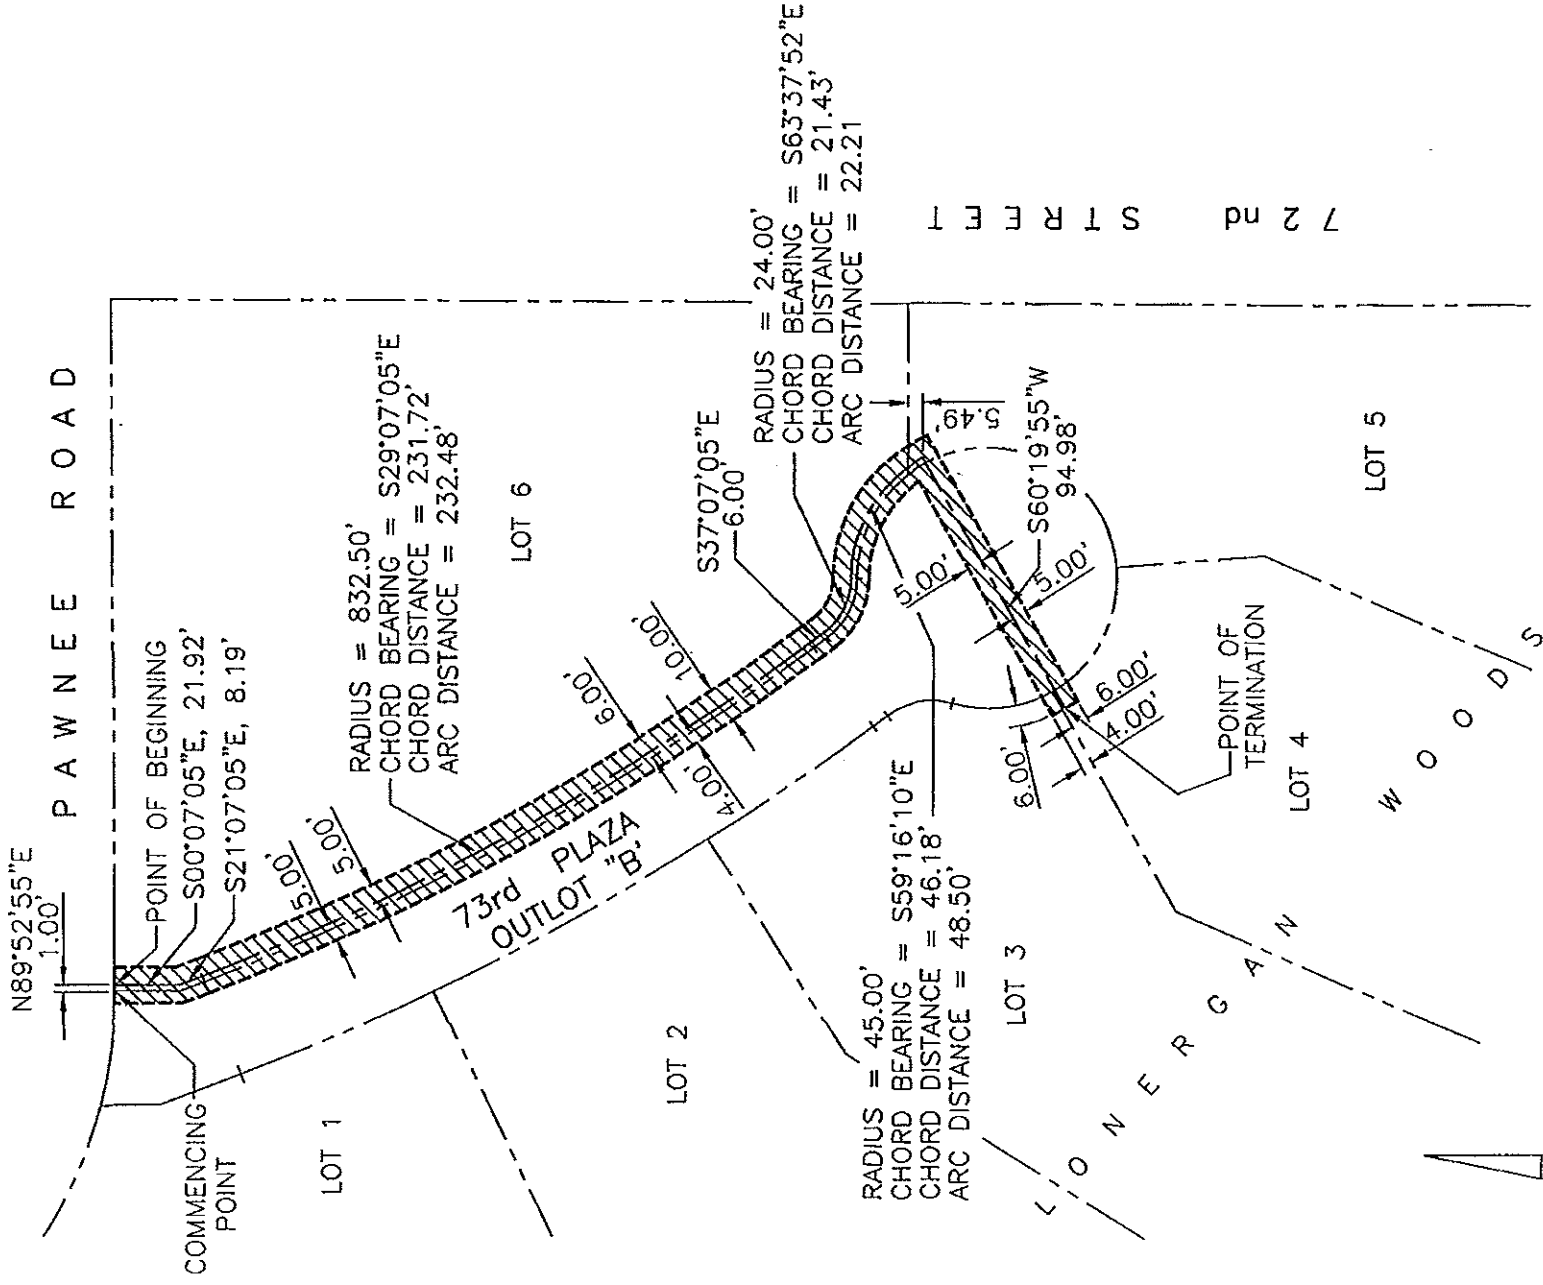 N89°52'55"E
1.00'
PAWNEE ROAD
POINT OF BEGINNING
S00°07'05"E, 21.92'
S21°07'05"E, 8.19'
COMMENCING
POINT
5.00'
5.00'
RADIUS = 832.50'
CHORD BEARING = S29°07'05"E
CHORD DISTANCE = 231.72'
ARC DISTANCE = 232.48'
LOT 6
LOT 1
73rd PLAZA
OUTLOT "B"
6.00'
10.00'
4.00'
S37°07'05"E
6.00'
RADIUS = 24.00'
CHORD BEARING = S63°37'52"E
CHORD DISTANCE = 21.43'
ARC DISTANCE = 22.21
72nd STREET
LOT 2
5.49'
5.00'
S60°19'55"W
94.98'
5.00'
LOT 5
RADIUS = 45.00'
CHORD BEARING = S59°16'10"E
CHORD DISTANCE = 46.18'
ARC DISTANCE = 48.50'
LOT 3
6.00'
6.00'
4.00'
POINT OF
TERMINATION
LOT 4
LONERGAN WOODS